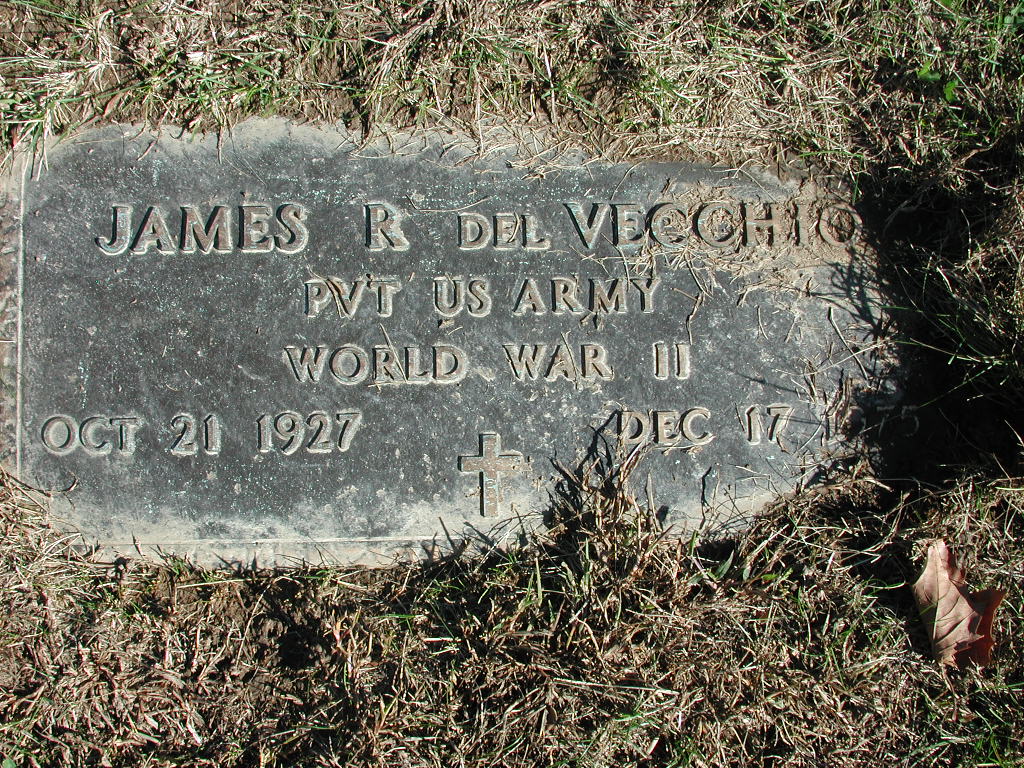 JAMES R DEL VECCHIO
PVT US ARMY
WORLD WAR II
OCT 21 1927 DEC 17